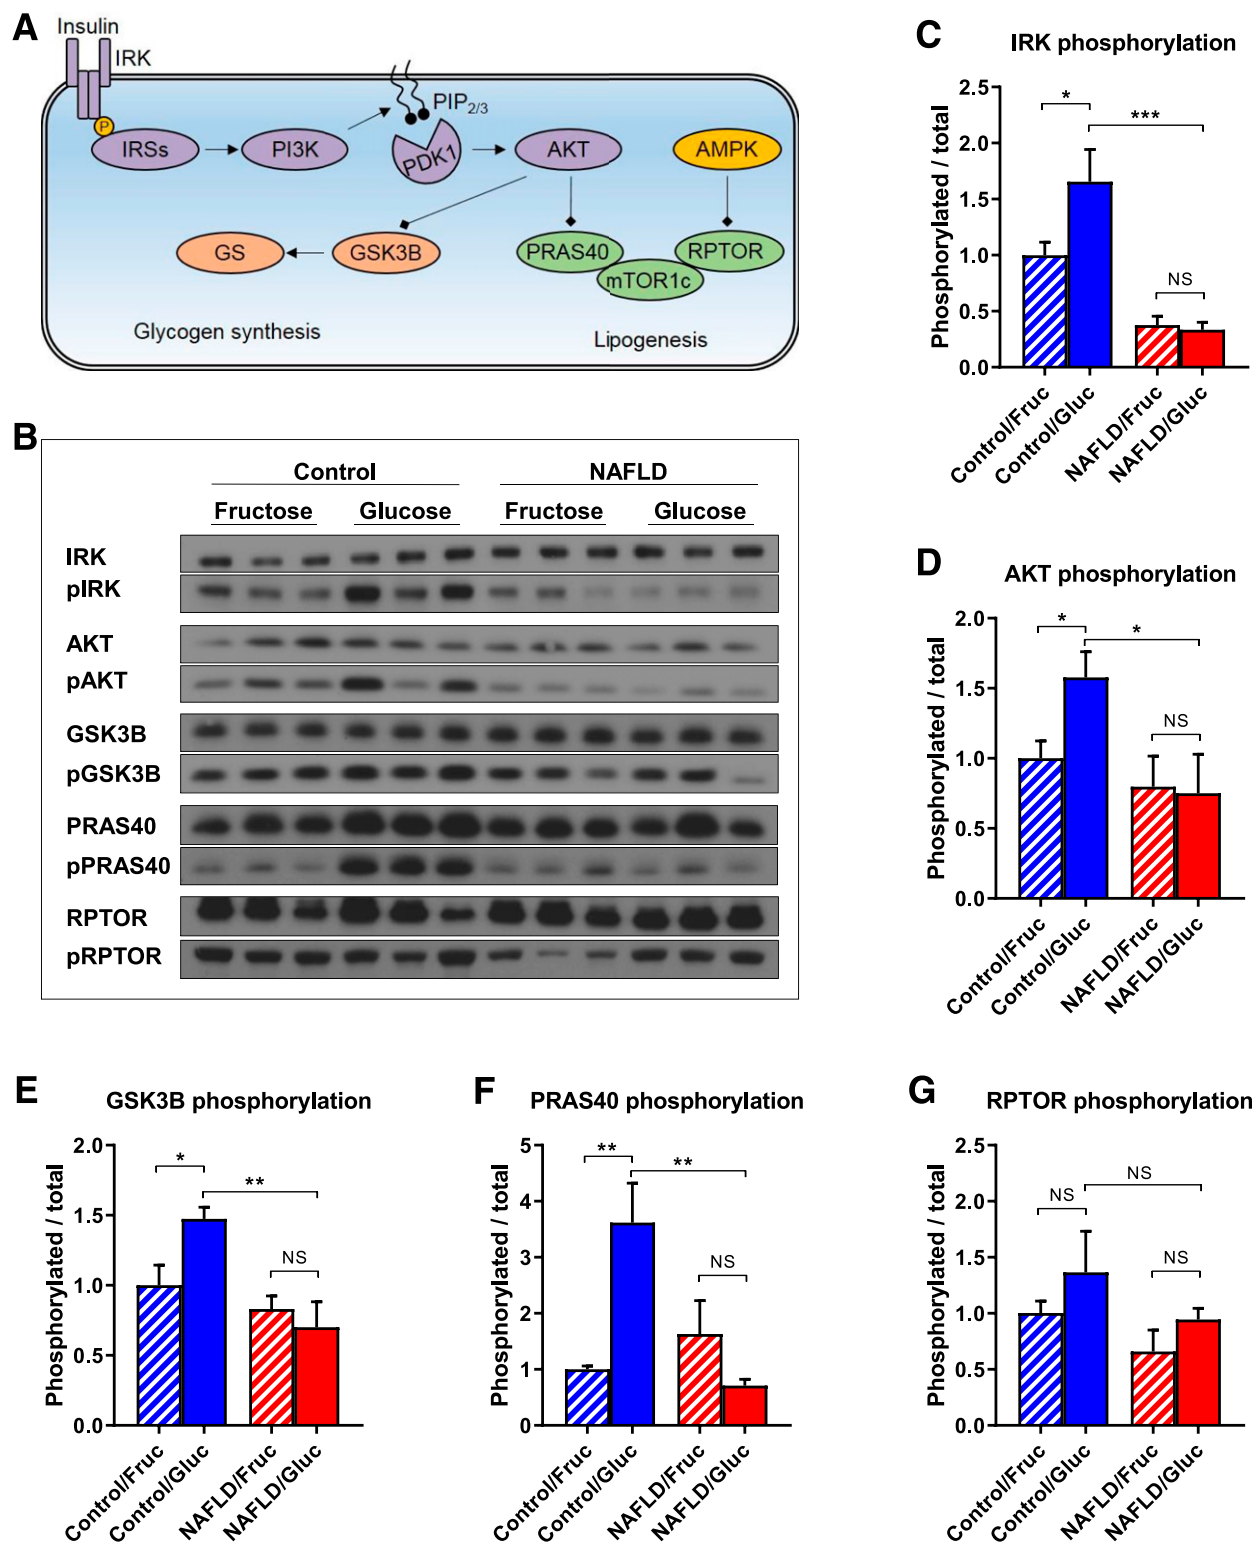 A
Insulin
IRK
P
IRSs
PI3K
PIP2/3
PDK1
AKT
AMPK
GS
GSK3B
PRAS40
RPTOR
mTOR1c
Glycogen synthesis
Lipogenesis
B
Control NAFLD
Fructose Glucose Fructose Glucose
IRK
pIRK
AKT
pAKT
GSK3B
pGSK3B
PRAS40
pPRAS40
RPTOR
pRPTOR
C
IRK phosphorylation
Phosphorylated / total
2.5
2.0
1.5
1.0
0.5
0.0
*
***
NS
Control/Fruc
Control/Gluc
NAFLD/Fruc
NAFLD/Gluc
D
AKT phosphorylation
Phosphorylated / total
2.0
1.5
1.0
0.5
0.0
*
*
NS
Control/Fruc
Control/Gluc
NAFLD/Fruc
NAFLD/Gluc
E
GSK3B phosphorylation
Phosphorylated / total
2.0
1.5
1.0
0.5
0.0
*
**
NS
Control/Fruc
Control/Gluc
NAFLD/Fruc
NAFLD/Gluc
F
PRAS40 phosphorylation
Phosphorylated / total
5
4
3
2
1
0
**
**
NS
Control/Fruc
Control/Gluc
NAFLD/Fruc
NAFLD/Gluc
G
RPTOR phosphorylation
Phosphorylated / total
2.5
2.0
1.5
1.0
0.5
0.0
NS
NS
NS
Control/Fruc
Control/Gluc
NAFLD/Fruc
NAFLD/Gluc